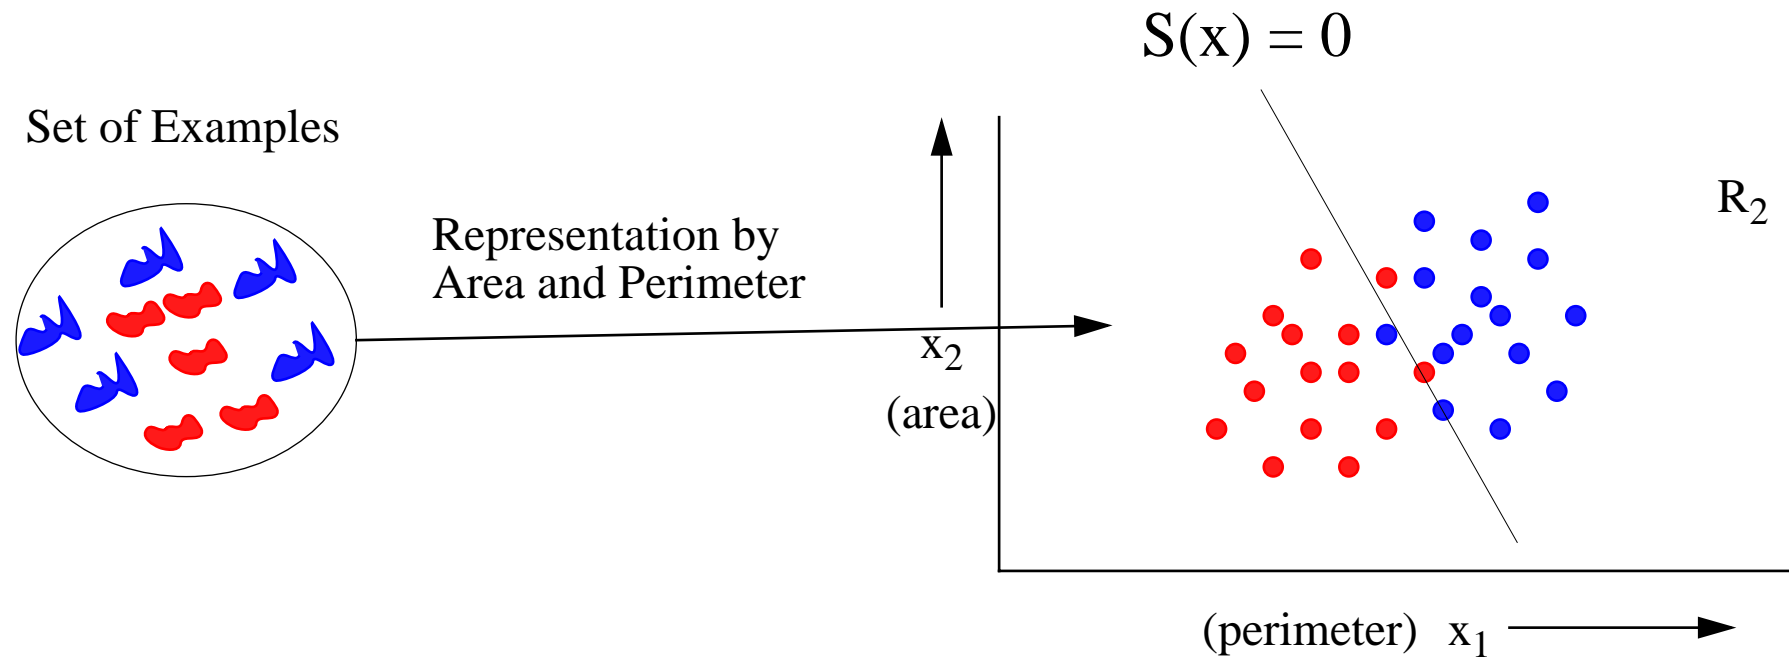 S(x) = 0
Set of Examples
Representation by
Area and Perimeter
R2
x2
(area)
(perimeter) x1